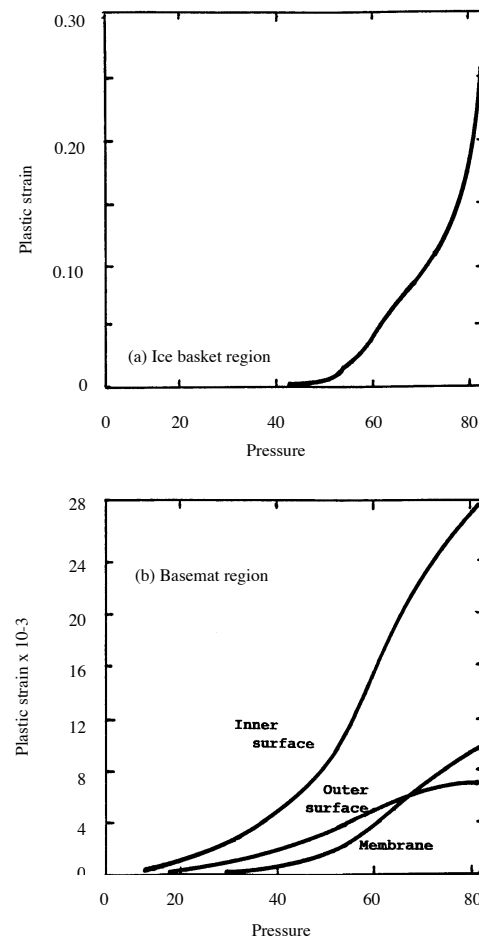 0.30
0.20
0.10
0
Plastic strain
(a) Ice basket region
0 20 40 60 80
Pressure
28
24
20
16
12
8
4
0
Plastic strain x 10-3
(b) Basemat region
Inner
surface
Outer
surface
Membrane
0 20 40 60 80
Pressure